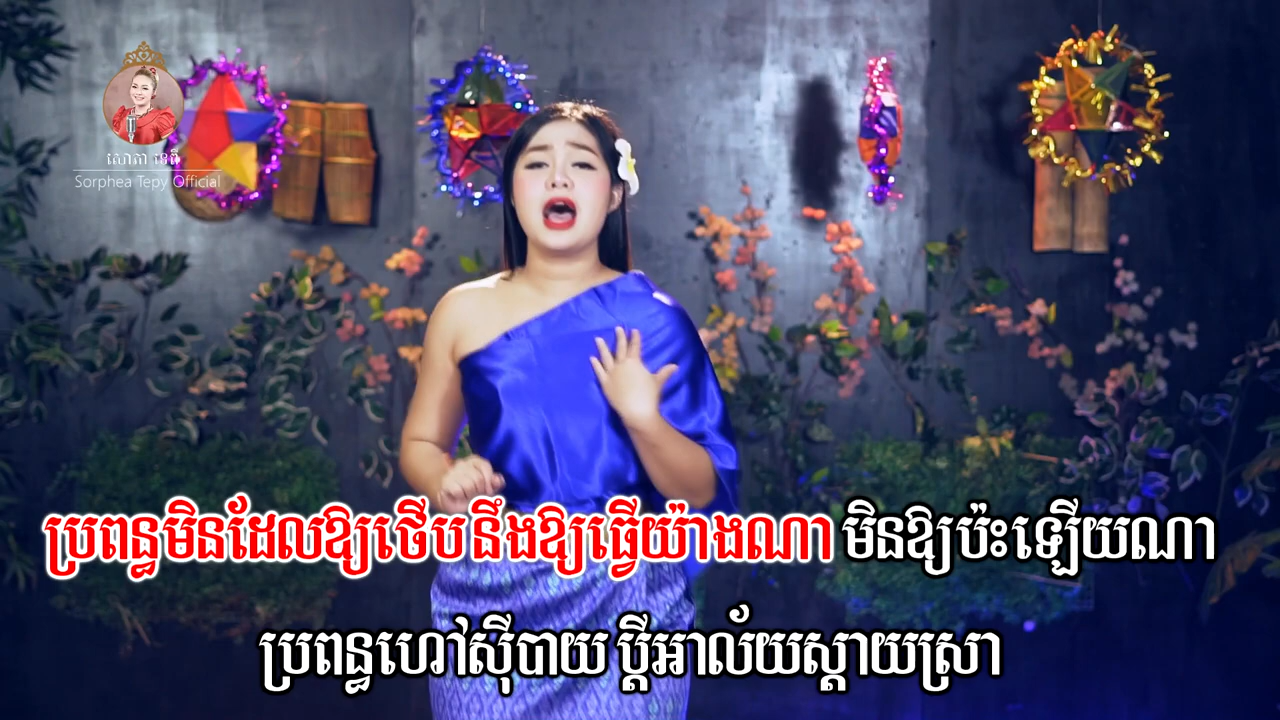 សោភា ទេពី
Sorphea Tepy Official
ប្រពន្ធមិនដែលឱ្យថើប នឹងឱ្យធ្វើយ៉ាងណា មិនឱ្យប៉ះឡើយណា
ប្រពន្ធហៅស៊ីបាយ ប្ដីអាល័យស្ដាយស្រា